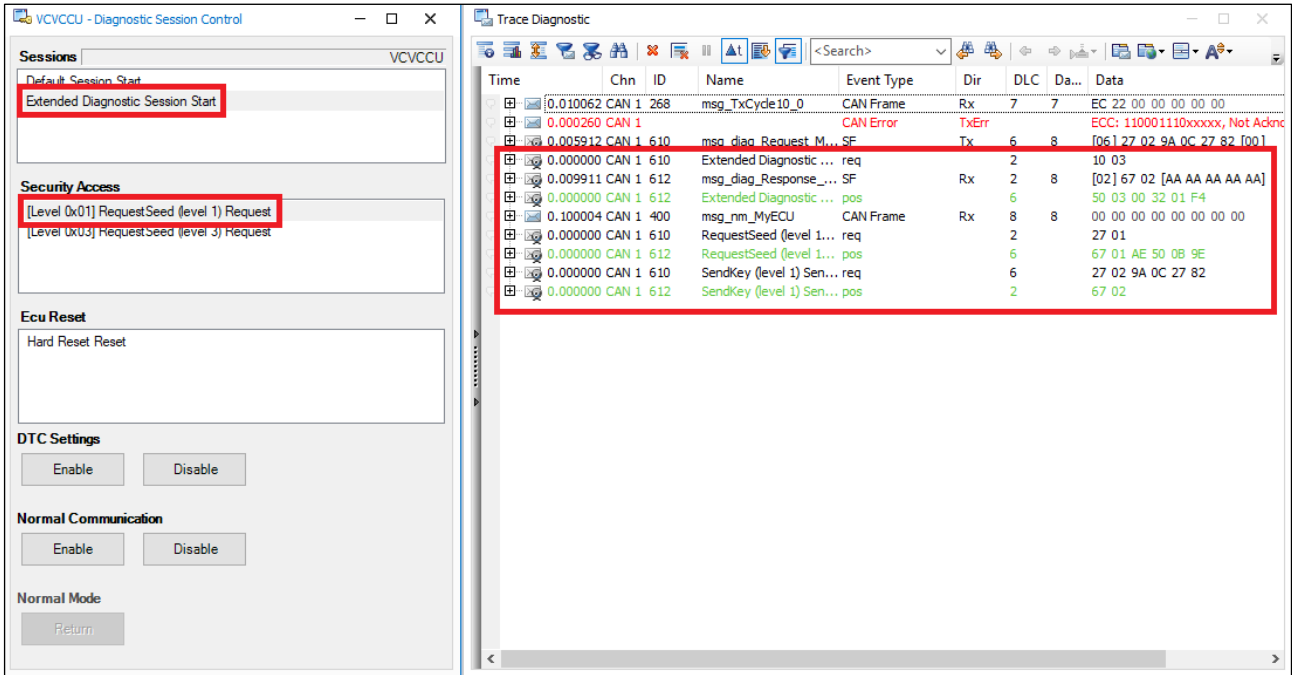 VCVCCU - Diagnostic Session Control
Sessions VCVCCU
Default Session Start
Extended Diagnostic Session Start
Security Access
[Level 0x01] RequestSeed (level 1) Request
[Level 0x03] RequestSeed (level 3) Request
Ecu Reset
Hard Reset Reset
DTC Settings
Enable Disable
Normal Communication
Enable Disable
Normal Mode
Return
Trace Diagnostic
Δt <Search> A
Time Chn ID Name Event Type Dir DLC Da... Data
0.010062 CAN 1 268 msg_TxCycle10_0 CAN Frame Rx 7 7 EC 22 00 00 00 00 00
0.000260 CAN 1 CAN Error TxErr ECC: 110001110xxxxx, Not Ackno
0.005912 CAN 1 610 msg_diag_Request_M... SF Tx 6 8 [06] 27 02 9A 0C 27 82 [00]
0.000000 CAN 1 610 Extended Diagnostic ... req 2 10 03
0.009911 CAN 1 612 msg_diag_Response_... SF Rx 2 8 [02] 67 02 [AA AA AA AA AA]
0.000000 CAN 1 612 Extended Diagnostic ... pos 6 50 03 00 32 01 F4
0.100004 CAN 1 400 msg_nm_MyECU CAN Frame Rx 8 8 00 00 00 00 00 00 00 00
0.000000 CAN 1 610 RequestSeed (level 1... req 2 27 01
0.000000 CAN 1 612 RequestSeed (level 1... pos 6 67 01 AE 50 0B 9E
0.000000 CAN 1 610 SendKey (level 1) Sen... req 6 27 02 9A 0C 27 82
0.000000 CAN 1 612 SendKey (level 1) Sen... pos 2 67 02